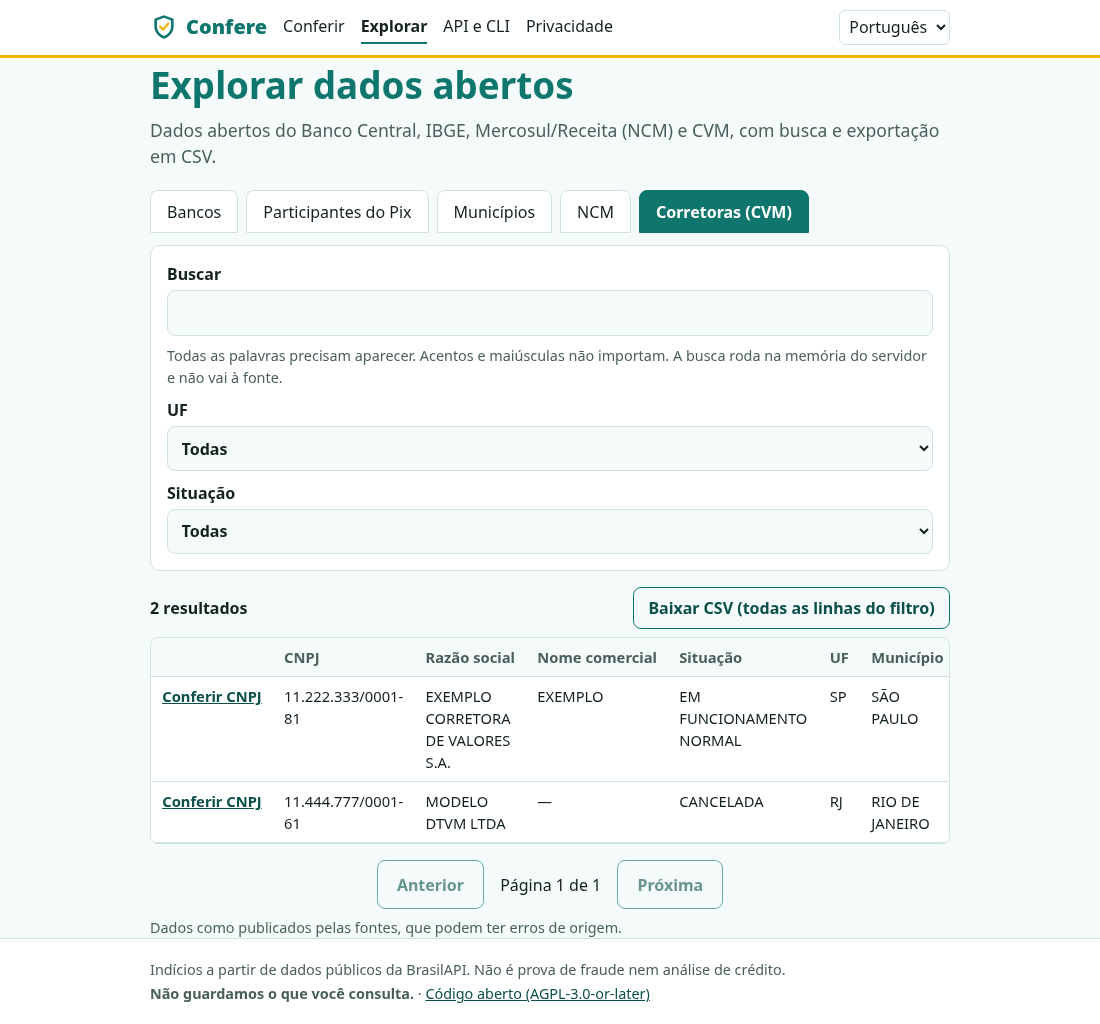 Confere Conferir Explorar API e CLI Privacidade Português
Explorar dados abertos
Dados abertos do Banco Central, IBGE, Mercosul/Receita (NCM) e CVM, com busca e exportação
em CSV.
Bancos Participantes do Pix Municípios NCM Corretoras (CVM)
Buscar
Todas as palavras precisam aparecer. Acentos e maiúsculas não importam. A busca roda na memória do servidor
e não vai à fonte.
UF
Todas
Situação
Todas
2 resultados Baixar CSV (todas as linhas do filtro)
CNPJ Razão social Nome comercial Situação UF Município
Conferir CNPJ 11.222.333/0001- EXEMPLO EXEMPLO EM SP SÃO
81 CORRETORA FUNCIONAMENTO PAULO
DE VALORES NORMAL
S.A.
Conferir CNPJ 11.444.777/0001- MODELO — CANCELADA RJ RIO DE
61 DTVM LTDA JANEIRO
Anterior Página 1 de 1 Próxima
Dados como publicados pelas fontes, que podem ter erros de origem.
Indícios a partir de dados públicos da BrasilAPI. Não é prova de fraude nem análise de crédito.
Não guardamos o que você consulta. · Código aberto (AGPL-3.0-or-later)